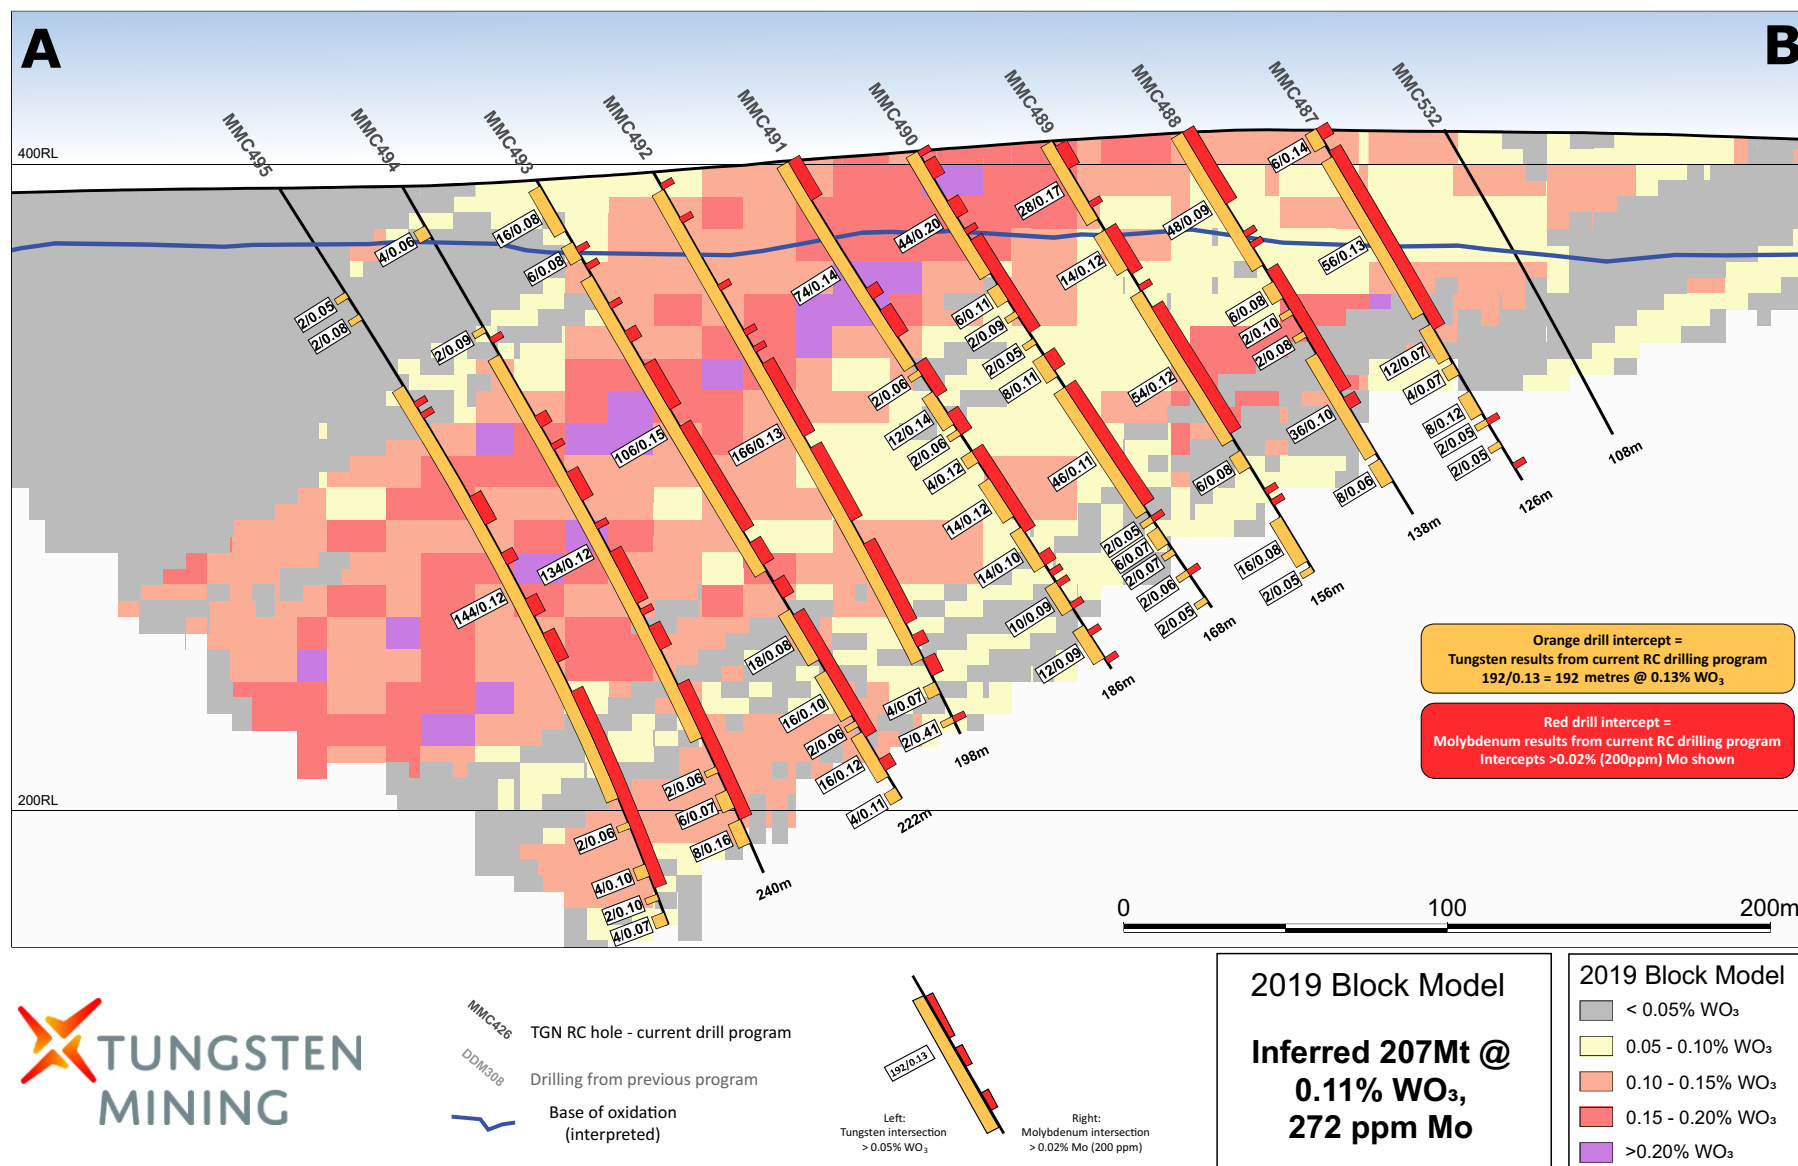 A
B
MMC495
MMC494
MMC493
MMC492
MMC491
MMC490
MMC489
MMC488
MMC487
MMC532
400RL
200RL
2/0.05
2/0.08
144/0.12
2/0.06
4/0.10
2/0.10
4/0.07
4/0.06
2/0.09
134/0.12
2/0.06
6/0.07
8/0.16
240m
16/0.08
6/0.08
106/0.15
18/0.08
16/0.10
2/0.06
16/0.12
4/0.11
222m
166/0.13
4/0.07
2/0.41
198m
74/0.14
2/0.06
12/0.14
2/0.06
4/0.12
14/0.12
14/0.10
10/0.09
12/0.09
186m
44/0.20
6/0.11
2/0.09
2/0.05
8/0.11
46/0.11
2/0.05
6/0.07
2/0.07
2/0.06
2/0.05
168m
28/0.17
14/0.12
54/0.12
6/0.08
16/0.08
2/0.05
156m
48/0.09
6/0.08
2/0.10
2/0.08
36/0.10
8/0.06
138m
6/0.14
56/0.13
12/0.07
4/0.07
8/0.12
2/0.05
2/0.05
126m
108m
Orange drill intercept =
Tungsten results from current RC drilling program
192/0.13 = 192 metres @ 0.13% WO₃
Red drill intercept =
Molybdenum results from current RC drilling program
Intercepts >0.02% (200ppm) Mo shown
0 100 200m
TUNGSTEN
MINING
MMC426
TGN RC hole - current drill program
DDM308
Drilling from previous program
Base of oxidation
(interpreted)
192/0.13
Left:
Tungsten intersection
> 0.05% WO₃
Right:
Molybdenum intersection
> 0.02% Mo (200 ppm)
2019 Block Model
Inferred 207Mt @
0.11% WO₃,
272 ppm Mo
2019 Block Model
< 0.05% WO₃
0.05 - 0.10% WO₃
0.10 - 0.15% WO₃
0.15 - 0.20% WO₃
>0.20% WO₃